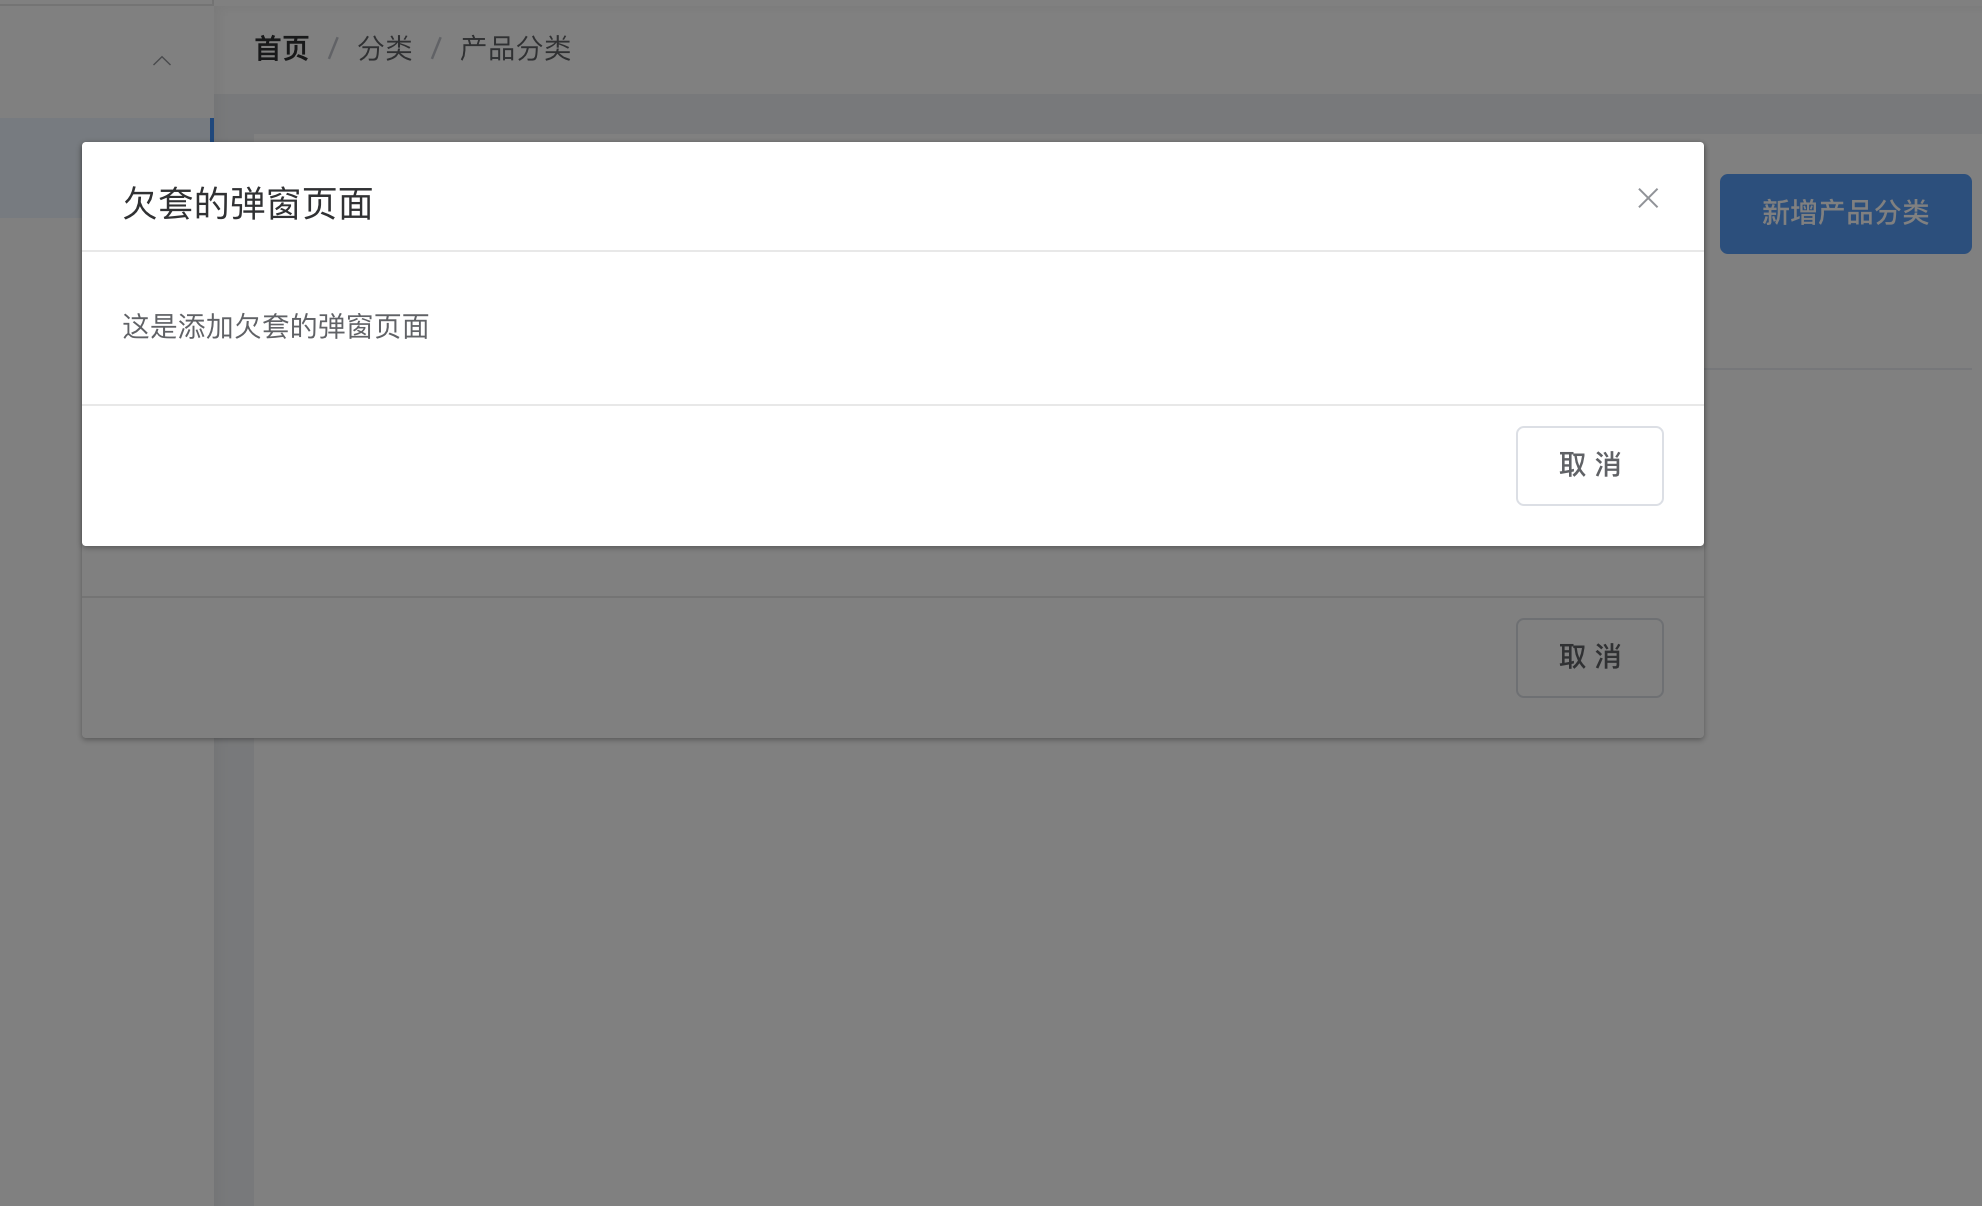 首页 / 分类 / 产品分类
欠套的弹窗页面
新增产品分类
这是添加欠套的弹窗页面
取 消
取 消